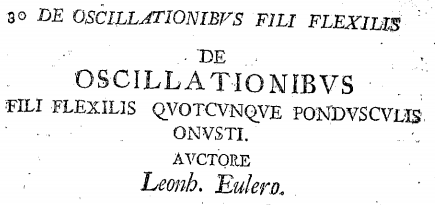 30 DE OSCILLATIONIBVS FILI FLEXILIS
DE
OSCILLATIONIBVS
FILI FLEXILIS QVOTCVNQVE PONDVSCVLIS
ONVSTI.
AVCTORE
Leonh. Eulero.